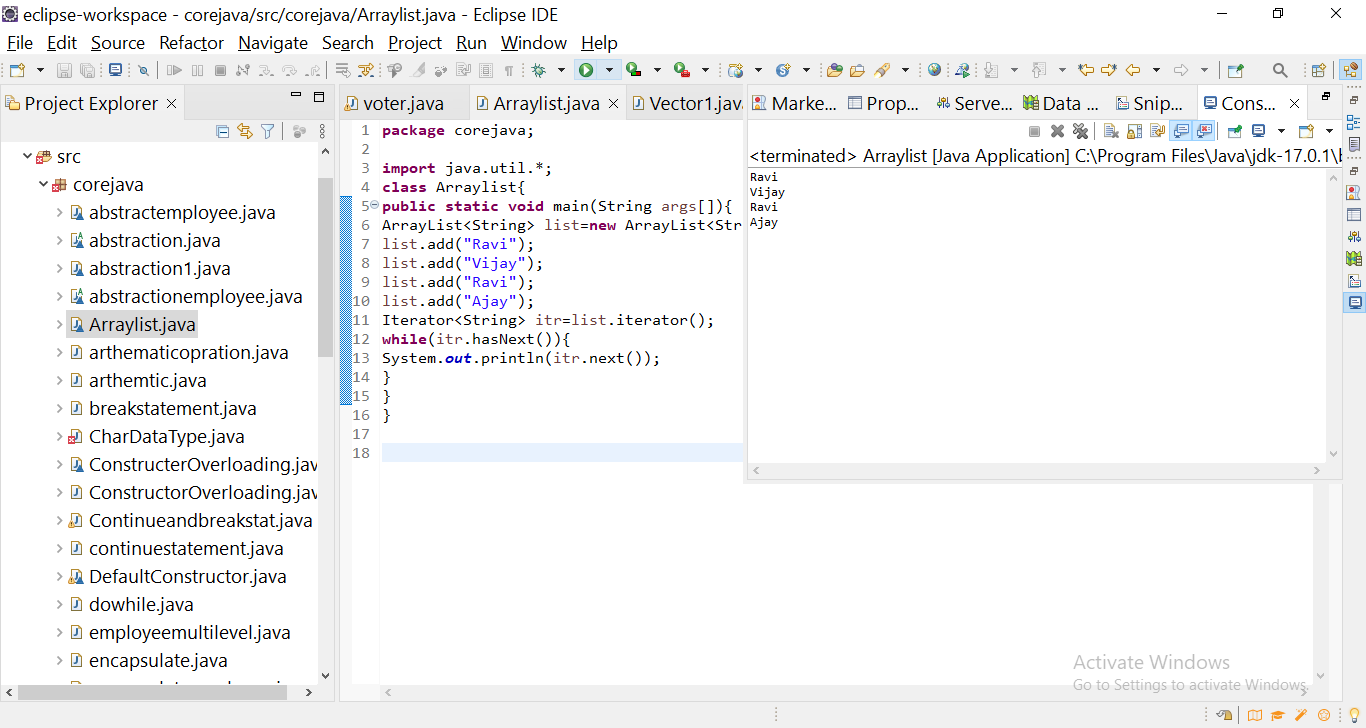 eclipse-workspace - corejava/src/corejava/Arraylist.java - Eclipse IDE
File Edit Source Refactor Navigate Search Project Run Window Help
Project Explorer
voter.java
Arraylist.java
Vector1.jav
Marke...
Prop...
Serve...
Data ...
Snip...
Cons...
src
corejava
abstractemployee.java
abstraction.java
abstraction1.java
abstractionemployee.java
Arraylist.java
arthematicopration.java
arthemtic.java
breakstatement.java
CharDataType.java
ConstructerOverloading.jav
ConstructorOverloading.jav
Continueandbreakstat.java
continuestatement.java
DefaultConstructor.java
dowhile.java
employeemultilevel.java
encapsulate.java
1 package corejava;
2
3 import java.util.*;
4 class Arraylist{
5 public static void main(String args[]){
6 ArrayList<String> list=new ArrayList<Str
7 list.add("Ravi");
8 list.add("Vijay");
9 list.add("Ravi");
10 list.add("Ajay");
11 Iterator<String> itr=list.iterator();
12 while(itr.hasNext()){
13 System.out.println(itr.next());
14 }
15 }
16 }
17
18
<terminated> Arraylist [Java Application] C:\Program Files\Java\jdk-17.0.1\
Ravi
Vijay
Ravi
Ajay
Activate Windows
Go to Settings to activate Windows.